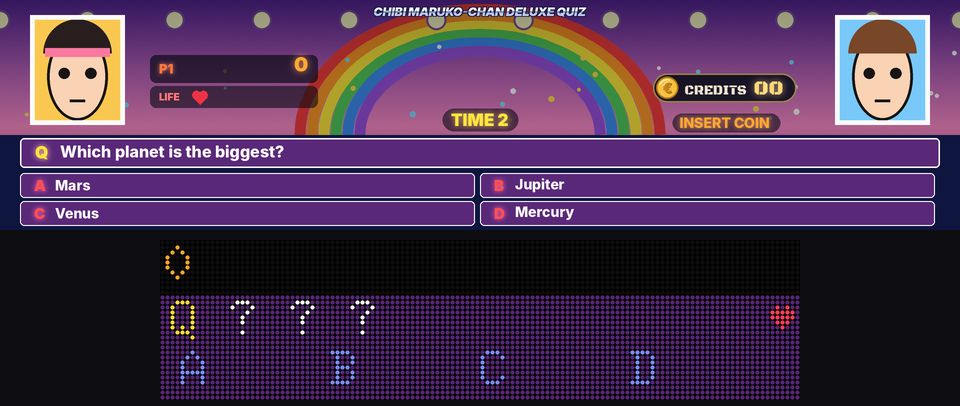 CHIBI MARUKO-CHAN DELUXE QUIZ
P1 0
LIFE
TIME 2
CREDITS 00
INSERT COIN
Q Which planet is the biggest?
A Mars
B Jupiter
C Venus
D Mercury
0
Q ? ? ?
A B C D